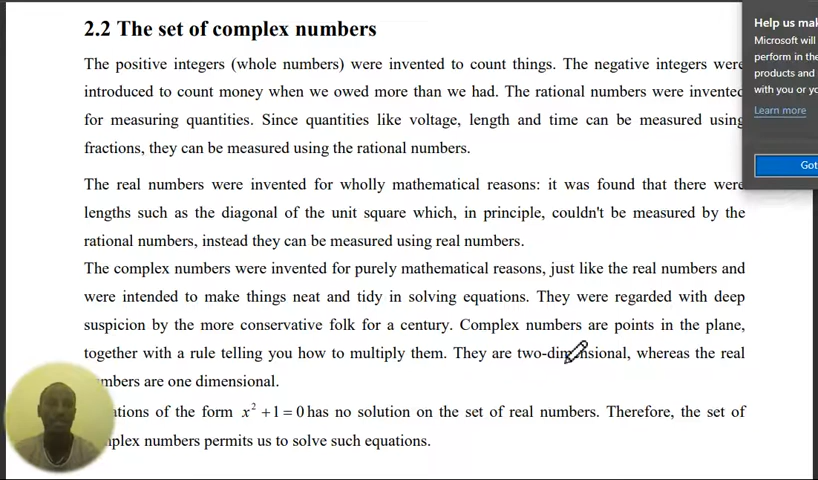 2.2 The set of complex numbers
The positive integers (whole numbers) were invented to count things. The negative integers were
introduced to count money when we owed more than we had. The rational numbers were invented
for measuring quantities. Since quantities like voltage, length and time can be measured using
fractions, they can be measured using the rational numbers.
The real numbers were invented for wholly mathematical reasons: it was found that there were
lengths such as the diagonal of the unit square which, in principle, couldn't be measured by the
rational numbers, instead they can be measured using real numbers.
The complex numbers were invented for purely mathematical reasons, just like the real numbers and
were intended to make things neat and tidy in solving equations. They were regarded with deep
suspicion by the more conservative folk for a century. Complex numbers are points in the plane,
together with a rule telling you how to multiply them. They are two-dimensional, whereas the real
are one dimensional.
of the form x² + 1 = 0 has no solution on the set of real numbers. Therefore, the set of
numbers permits us to solve such equations.
Help us
Microsoft will
perform in the
products and
with you or
Learn more